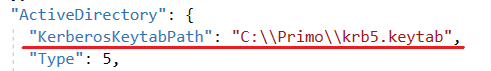 "ActiveDirectory": {
"KerberosKeytabPath": "C:\\Primo\\krb5.keytab",
"Type": 5,